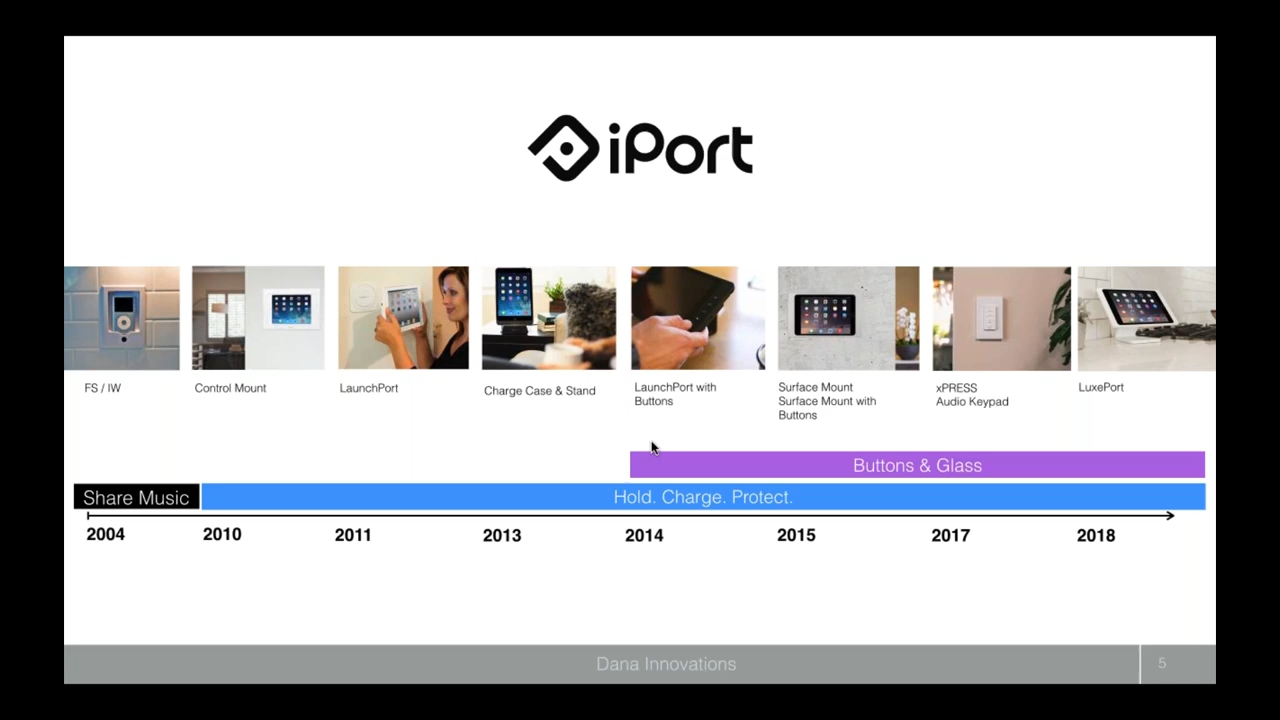 iPort
FS / IW
Control Mount
LaunchPort
Charge Case & Stand
LaunchPort with
Buttons
Surface Mount
Surface Mount with
Buttons
xPRESS
Audio Keypad
LuxePort
Buttons & Glass
Share Music
Hold. Charge. Protect.
2004
2010
2011
2013
2014
2015
2017
2018
Dana Innovations
5